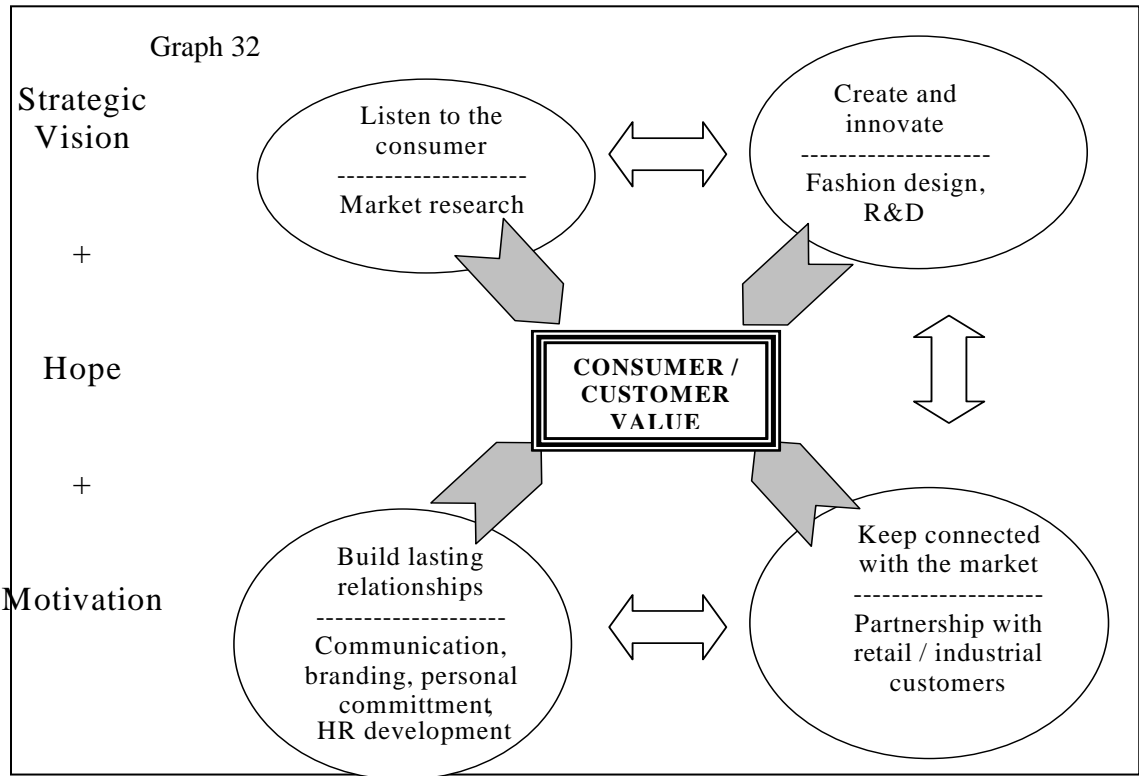 Graph 32
Strategic
Vision
+
Hope
+
Motivation
Listen to the
consumer
--------------------
Market research
Create and
innovate
---------------------
Fashion design,
R&D
CONSUMER /
CUSTOMER
VALUE
Build lasting
relationships
----------------------
Communication,
branding, personal
committment,
HR development
Keep connected
with the market
--------------------
Partnership with
retail / industrial
customers